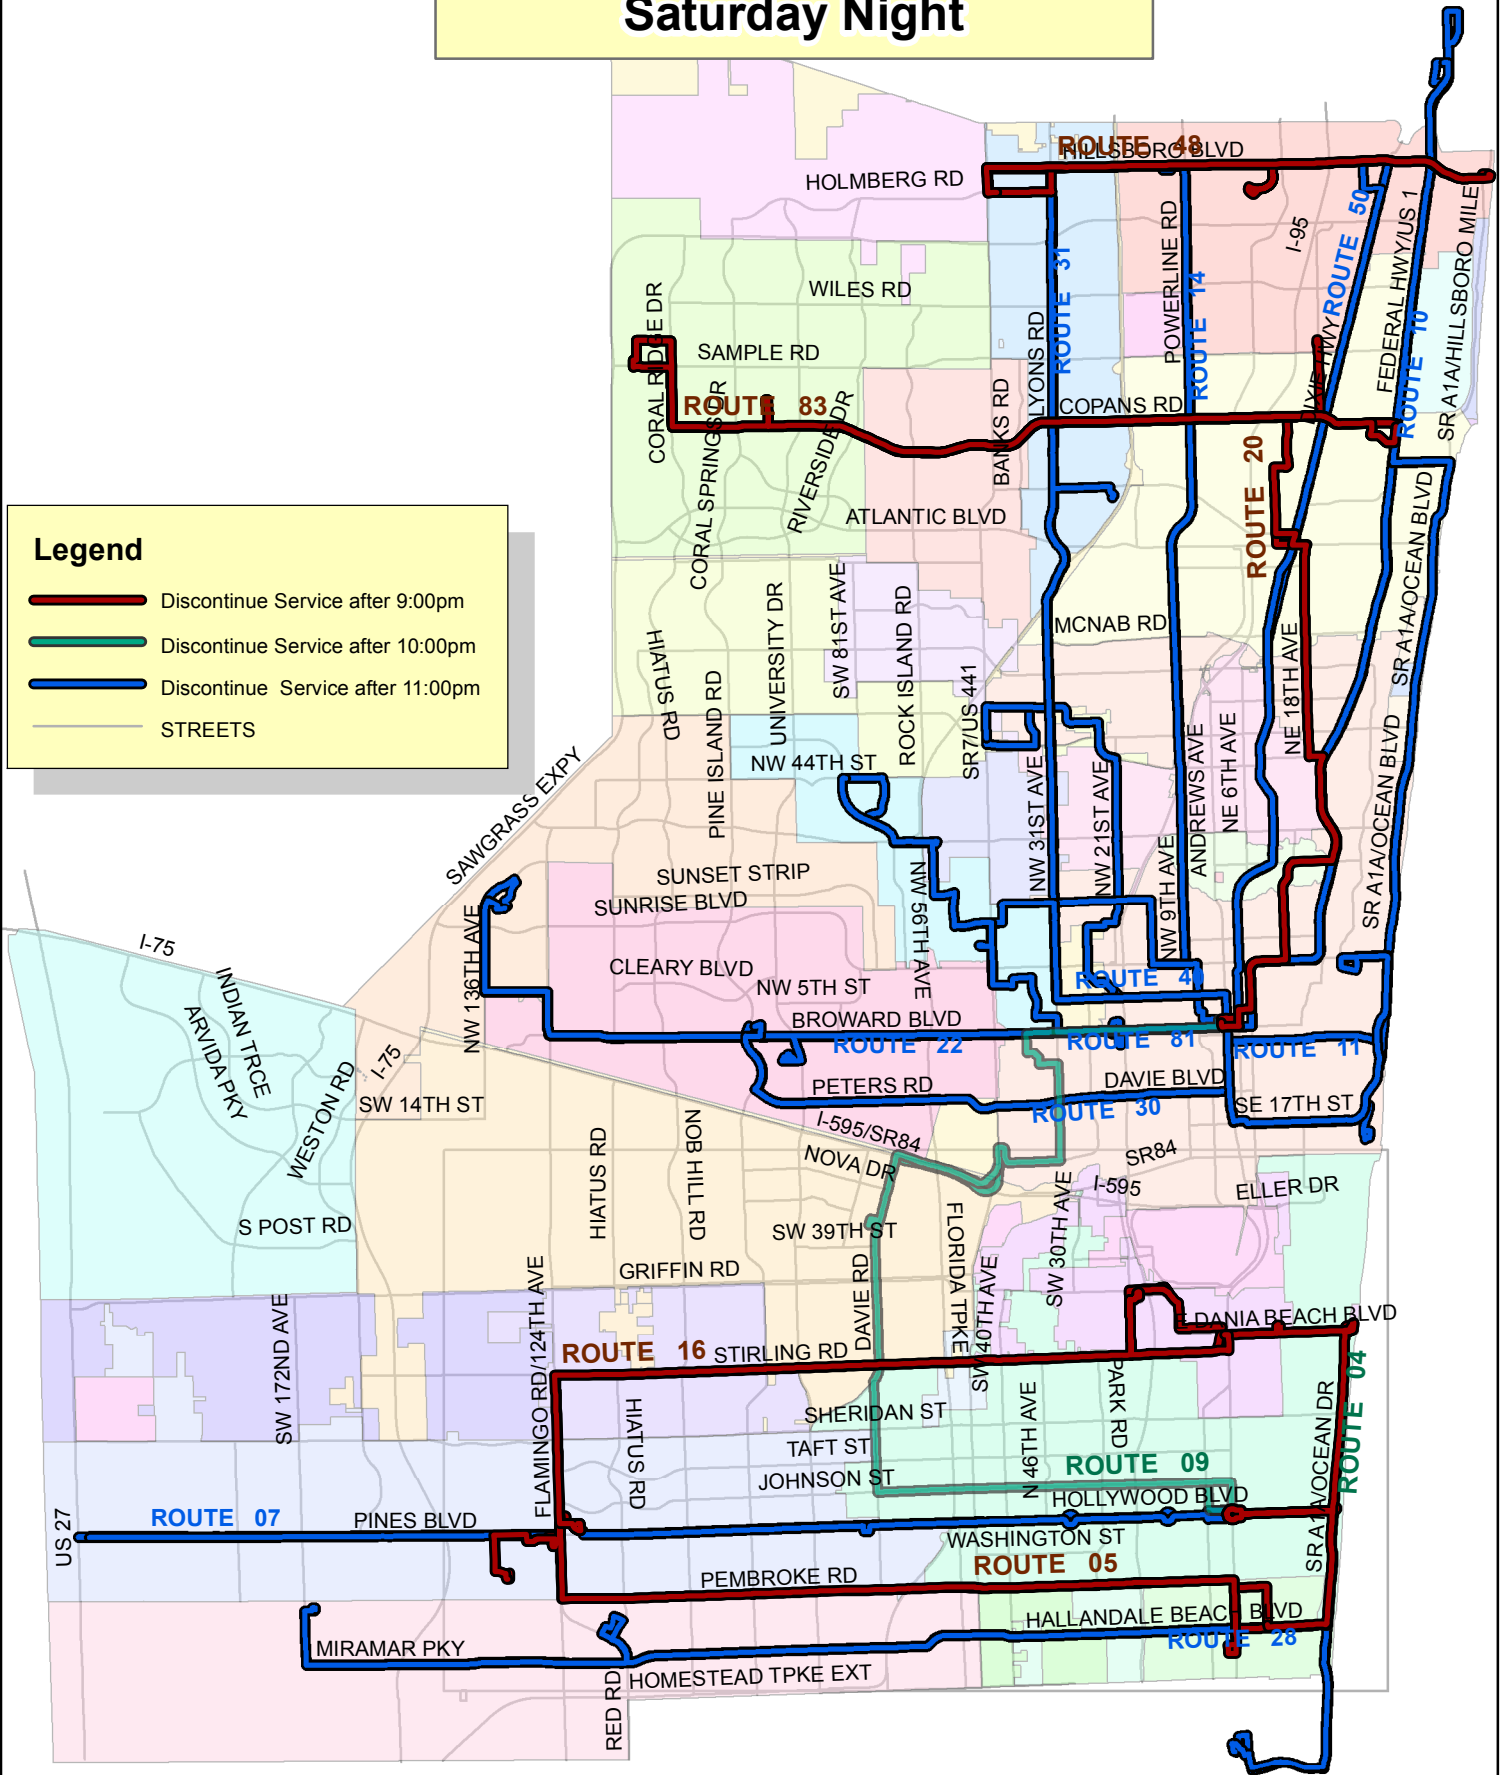 Saturday Night
ROUTE 48
HILLSBORO BLVD
HOLMBERG RD
ROUTE 50
ROUTE 31
ROUTE 14
ROUTE 10
POWERLINE RD
I-95
FEDERAL HWY/US 1
SR A1A/HILLSBORO MILE
WILES RD
LYONS RD
SAMPLE RD
CORAL RIDGE DR
CORAL SPRINGS DR
RIVERSIDE DR
ROUTE 83
BANKS RD
COPANS RD
DIXIE HWY
ROUTE 20
ATLANTIC BLVD
SR A1A/OCEAN BLVD
Legend
Discontinue Service after 9:00pm
Discontinue Service after 10:00pm
Discontinue Service after 11:00pm
STREETS
HIATUS RD
PINE ISLAND RD
UNIVERSITY DR
SW 81ST AVE
ROCK ISLAND RD
SR7/US 441
MCNAB RD
NE 18TH AVE
SR A1A/OCEAN BLVD
NW 44TH ST
SAWGRASS EXPY
NW 31ST AVE
NW 21ST AVE
NW 9TH AVE
ANDREWS AVE
NE 6TH AVE
SUNSET STRIP
SUNRISE BLVD
NW 56TH AVE
NW 136TH AVE
I-75
INDIAN TRCE
ARVIDA PKY
WESTON RD
I-75
CLEARY BLVD
NW 5TH ST
ROUTE 40
BROWARD BLVD
ROUTE 22
ROUTE 81
ROUTE 11
PETERS RD
DAVIE BLVD
SW 14TH ST
ROUTE 30
SE 17TH ST
I-595/SR84
NOVA DR
SR84
I-595
ELLER DR
HIATUS RD
NOB HILL RD
S POST RD
SW 39TH ST
FLORIDA TPKE
SW 30TH AVE
SW 40TH AVE
GRIFFIN RD
DAVIE RD
SW 172ND AVE
FLAMINGO RD/124TH AVE
E DANIA BEACH BLVD
ROUTE 16
STIRLING RD
PARK RD
ROUTE 04
SR A1A/OCEAN DR
HIATUS RD
SHERIDAN ST
N 46TH AVE
TAFT ST
JOHNSON ST
ROUTE 09
HOLLYWOOD BLVD
US 27
ROUTE 07
PINES BLVD
WASHINGTON ST
ROUTE 05
PEMBROKE RD
HALLANDALE BEACH BLVD
ROUTE 28
MIRAMAR PKY
HOMESTEAD TPKE EXT
RED RD